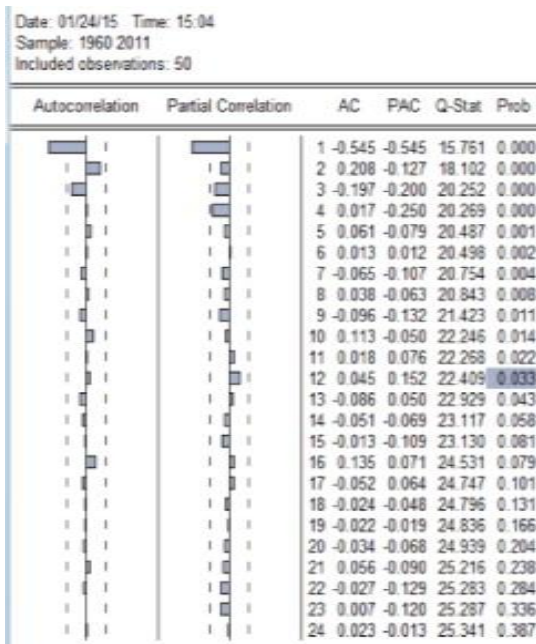 Date: 01/24/15 Time: 15:04
Sample: 1960 2011
Included observations: 50
Autocorrelation Partial Correlation AC PAC Q-Stat Prob
1 -0.545 -0.545 15.761 0.000
2 0.208 -0.127 18.102 0.000
3 -0.197 -0.200 20.252 0.000
4 0.017 -0.250 20.269 0.000
5 0.061 -0.079 20.487 0.001
6 0.013 0.012 20.498 0.002
7 -0.065 -0.107 20.754 0.004
8 0.038 -0.063 20.843 0.008
9 -0.096 -0.132 21.423 0.011
10 0.113 -0.050 22.246 0.014
11 0.018 0.076 22.268 0.022
12 0.045 0.152 22.409 0.033
13 -0.086 0.050 22.929 0.043
14 -0.051 -0.069 23.117 0.058
15 -0.013 -0.109 23.130 0.081
16 0.135 0.071 24.531 0.079
17 -0.052 0.064 24.747 0.101
18 -0.024 -0.048 24.796 0.131
19 -0.022 -0.019 24.836 0.166
20 -0.034 -0.068 24.939 0.204
21 0.056 -0.090 25.216 0.238
22 -0.027 -0.129 25.283 0.284
23 0.007 -0.120 25.287 0.336
24 0.023 -0.013 25.341 0.387